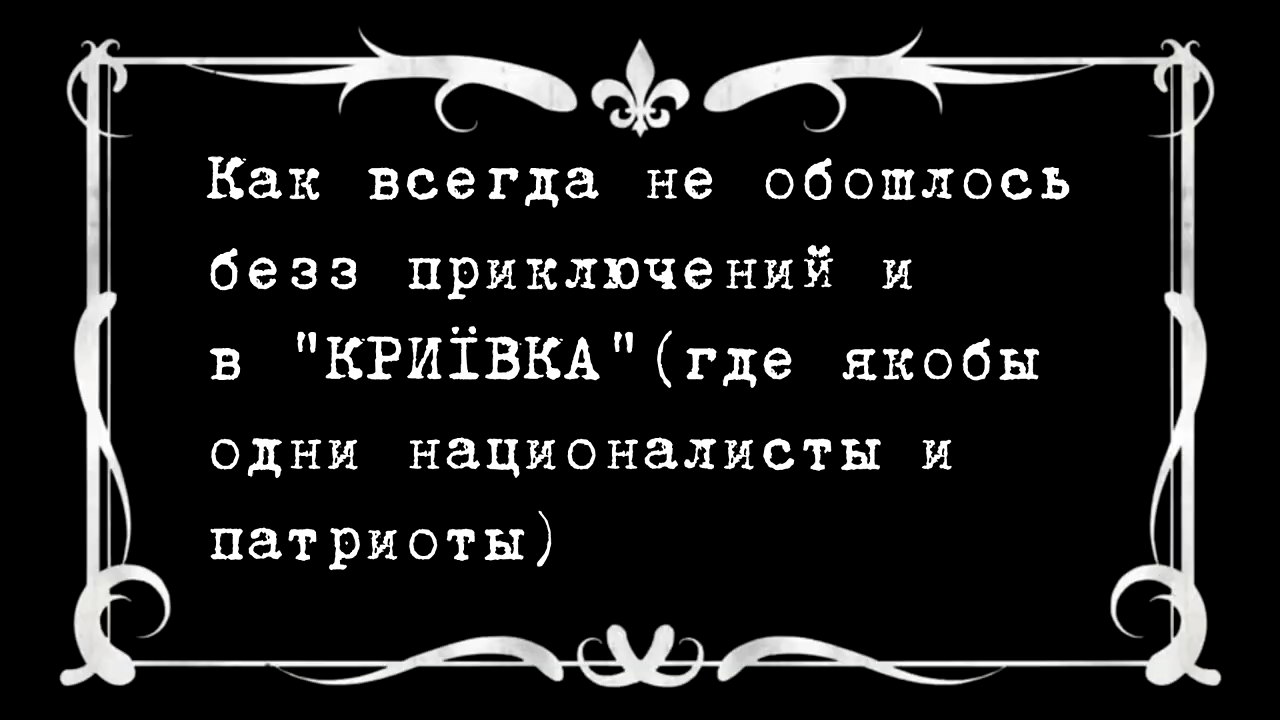 Как всегда не обошлось
безз приключений и
в "КРИЇВКА"(где якобы
одни националисты и
патриоты)